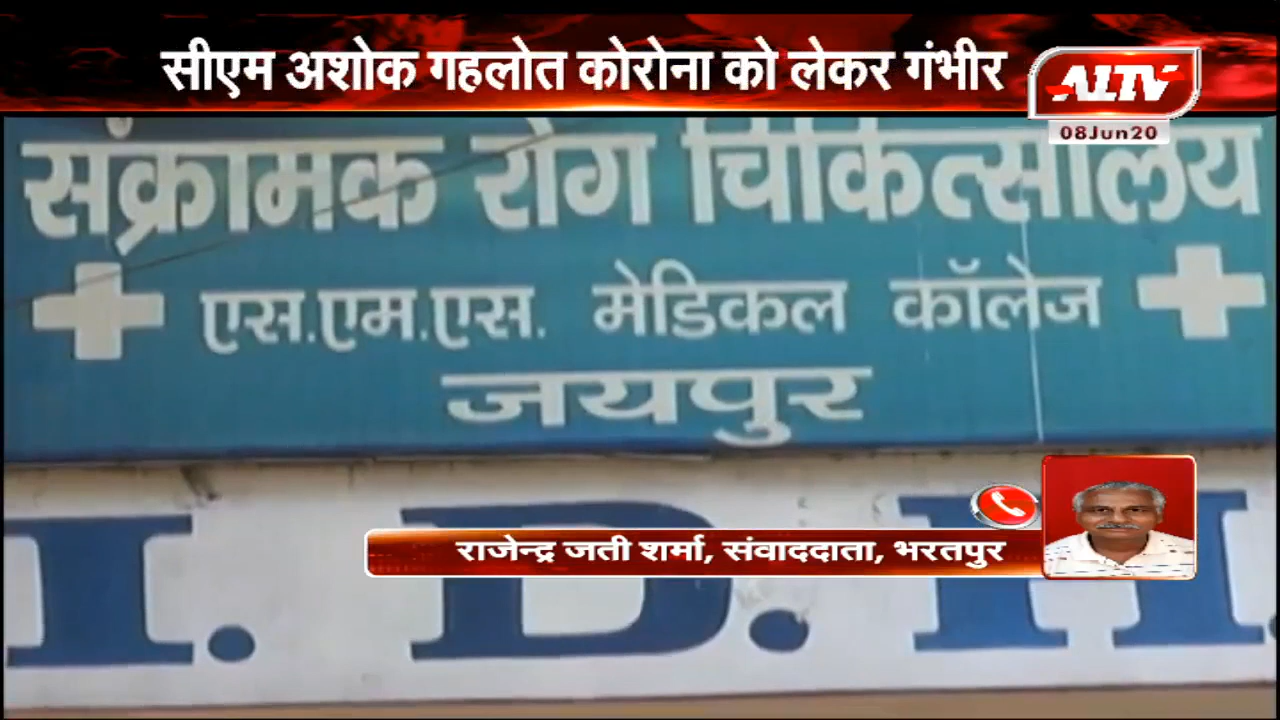 सीएम अशोक गहलोत कोरोना को लेकर गंभीर
ALTV
08Jun20
संक्रामक रोग चिकित्सालय
एस.एम.एस. मेडिकल कॉलेज
जयपुर
राजेन्द्र जती शर्मा, संवाददाता, भरतपुर
I. D. H.